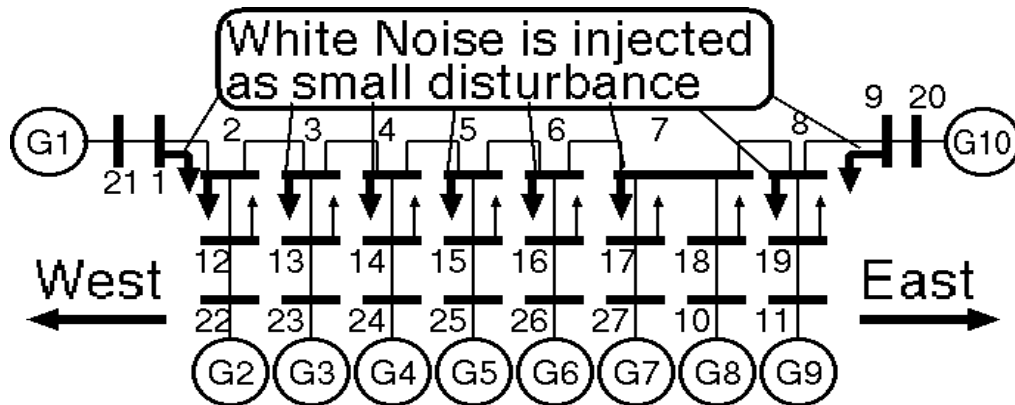 White Noise is injected
as small disturbance
9 20
G1 2 3 4 5 6 7 8 G10
21 1
12 13 14 15 16 17 18 19
West East
22 23 24 25 26 27 10 11
G2 G3 G4 G5 G6 G7 G8 G9